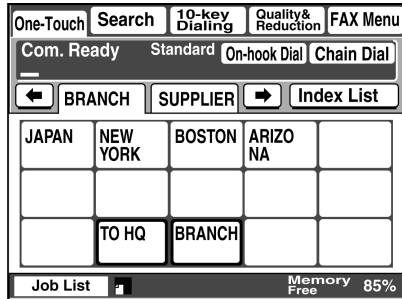 One-Touch Search 10-key Dialing Quality& Reduction FAX Menu
Com. Ready Standard On-hook Dial Chain Dial
BRANCH SUPPLIER Index List
JAPAN NEW YORK BOSTON ARIZO NA
TO HQ BRANCH
Job List Memory Free 85%